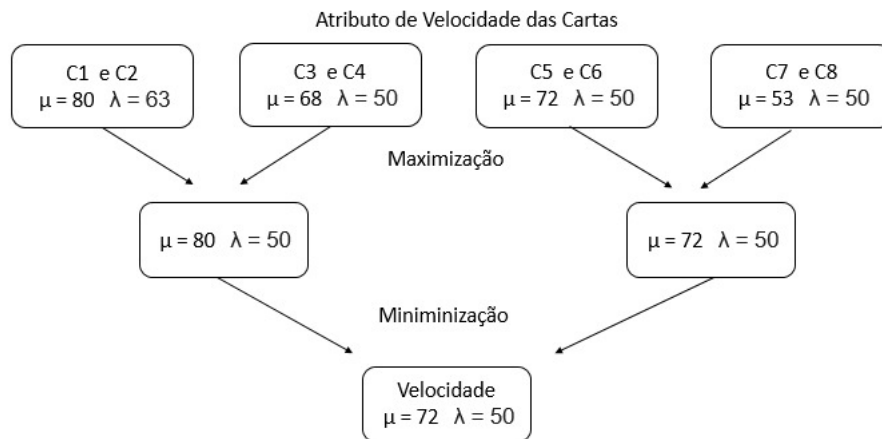 Atributo de Velocidade das Cartas
C1 e C2
μ = 80 λ = 63
C3 e C4
μ = 68 λ = 50
C5 e C6
μ = 72 λ = 50
C7 e C8
μ = 53 λ = 50
Maximização
μ = 80 λ = 50
μ = 72 λ = 50
Miniminização
Velocidade
μ = 72 λ = 50